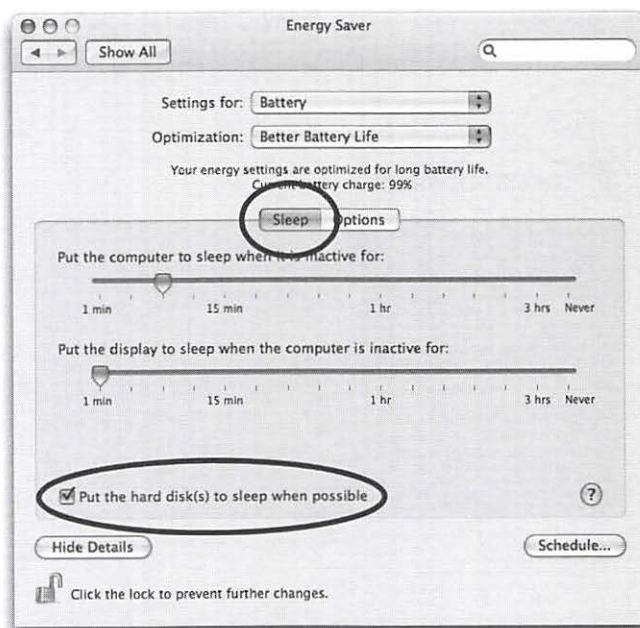 Energy Saver
Show All
Settings for: Battery
Optimization: Better Battery Life
Your energy settings are optimized for long battery life.
Current battery charge: 99%
Sleep Options
Put the computer to sleep when it is inactive for:
1 min 15 min 1 hr 3 hrs Never
Put the display to sleep when the computer is inactive for:
1 min 15 min 1 hr 3 hrs Never
Put the hard disk(s) to sleep when possible ?
Hide Details Schedule...
Click the lock to prevent further changes.